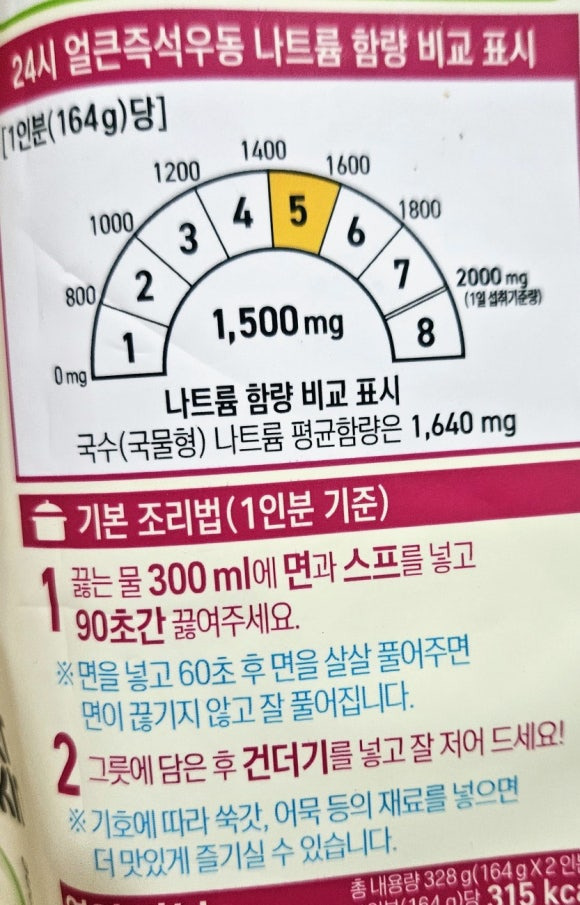 24시 얼큰즉석우동 나트륨 함량 비교 표시
[1인분(164g)당]
0 mg
800
1000
1200
1400
1600
1800
2000 mg
(1일 섭취기준량)
1
2
3
4
5
6
7
8
1,500 mg
나트륨 함량 비교 표시
국수(국물형) 나트륨 평균함량은 1,640 mg
기본 조리법(1인분 기준)
1 끓는 물 300 ml에 면과 스프를 넣고
90초간 끓여주세요.
※ 면을 넣고 60초 후 면을 살살 풀어주면
면이 끊기지 않고 잘 풀어집니다.
2 그릇에 담은 후 건더기를 넣고 잘 저어 드세요!
※ 기호에 따라 쑥갓, 어묵 등의 재료를 넣으면
더 맛있게 즐기실 수 있습니다.
총 내용량 328 g(164 g X 2인분
(164 g)당 315 kc